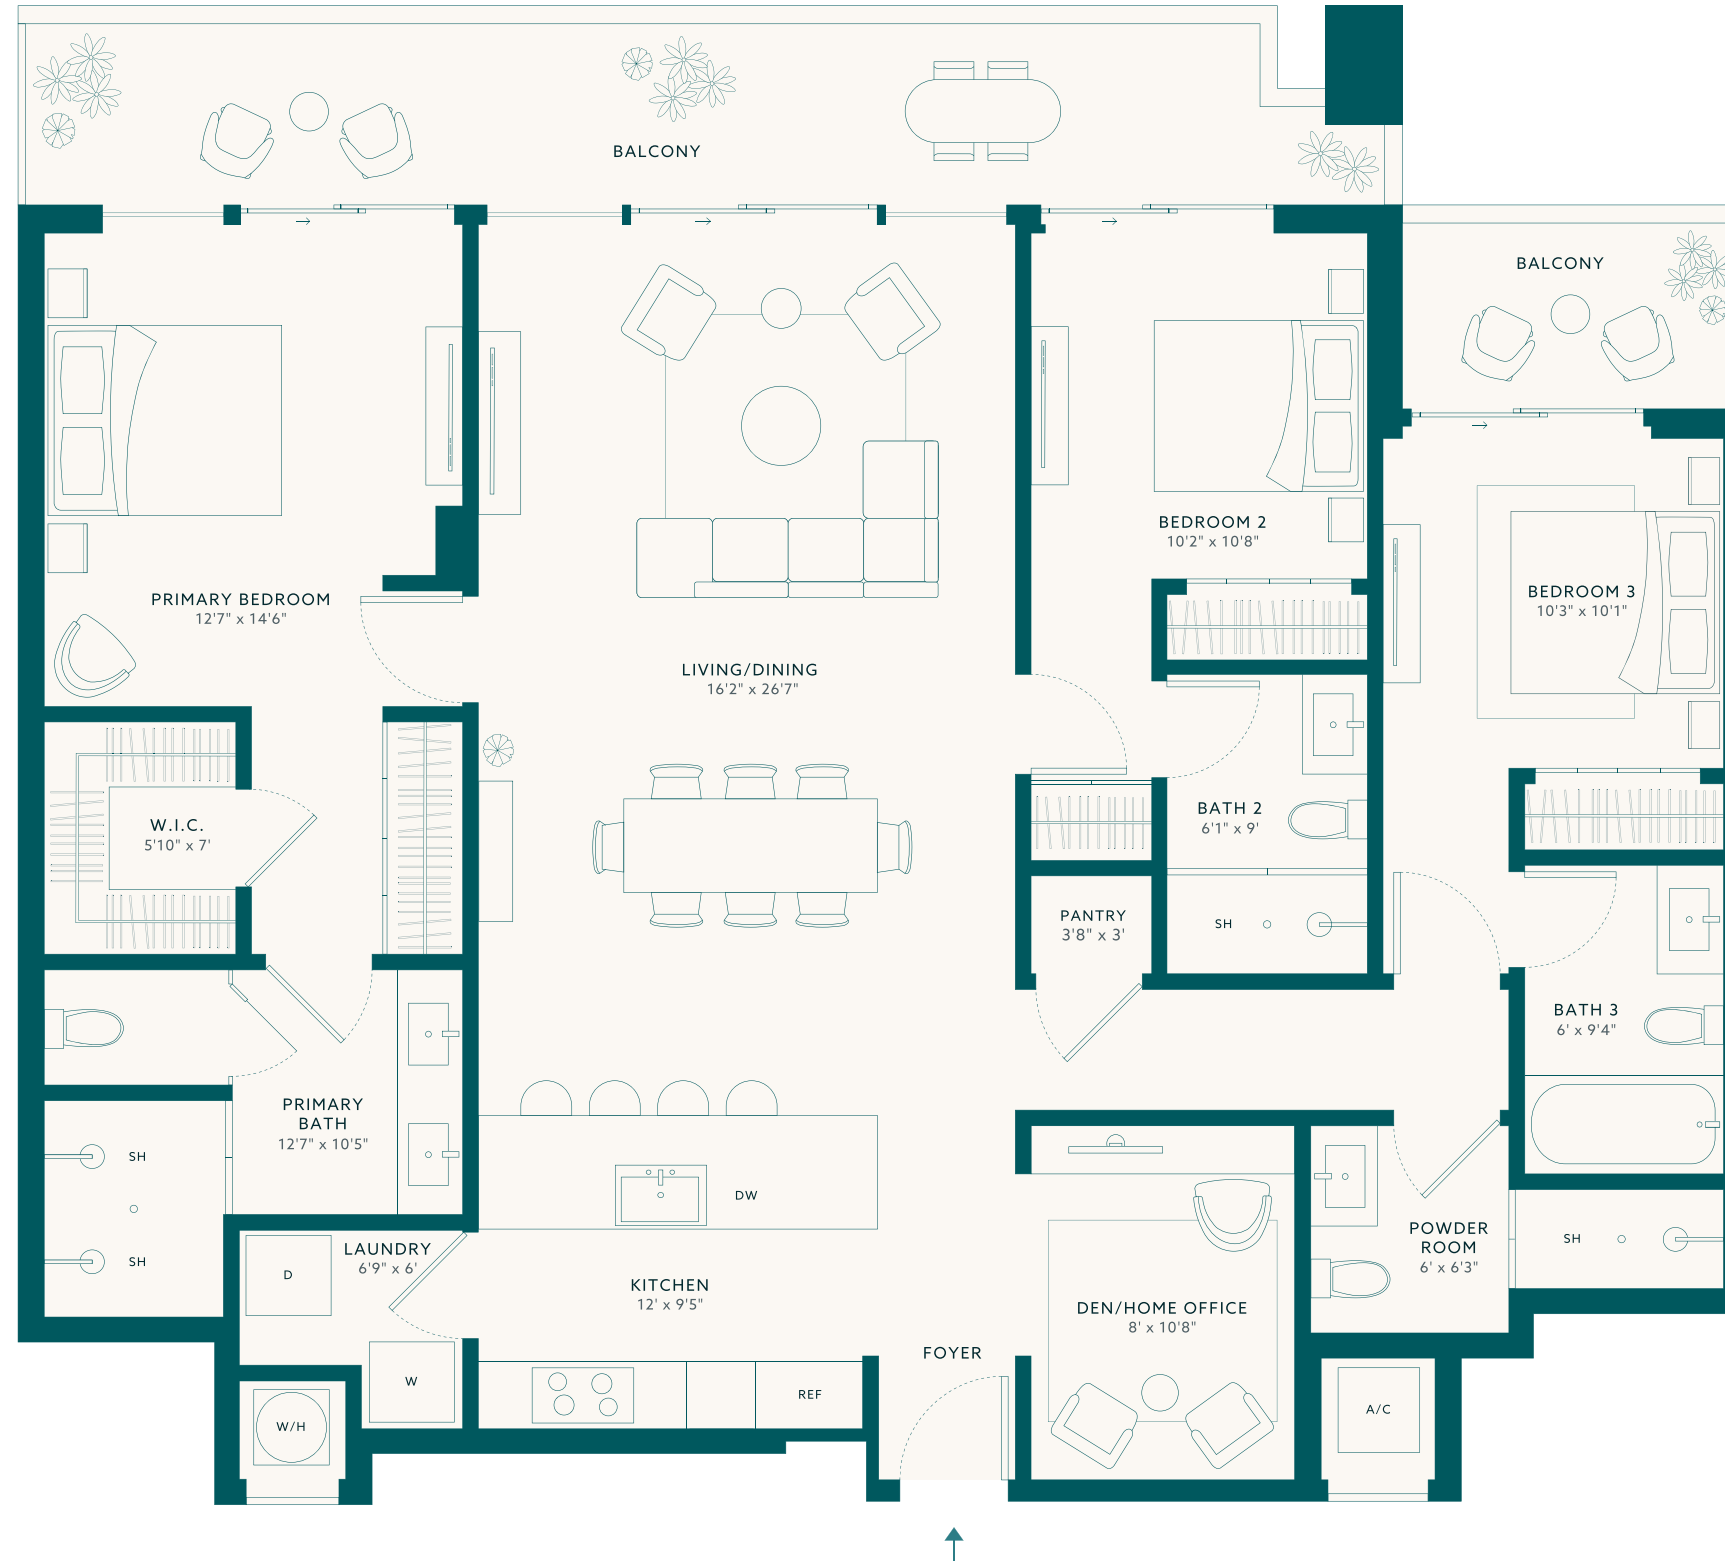 BALCONY
BALCONY
BEDROOM 2
10'2" x 10'8"
BEDROOM 3
10'3" x 10'1"
PRIMARY BEDROOM
12'7" x 14'6"
LIVING/DINING
16'2" x 26'7"
W.I.C.
5'10" x 7'
BATH 2
6'1" x 9'
PANTRY
3'8" x 3'
SH
BATH 3
6' x 9'4"
PRIMARY
BATH
12'7" x 10'5"
SH
SH
DW
POWDER
ROOM
6' x 6'3"
SH
LAUNDRY
6'9" x 6'
D
KITCHEN
12' x 9'5"
DEN/HOME OFFICE
8' x 10'8"
FOYER
W
REF
A/C
W/H